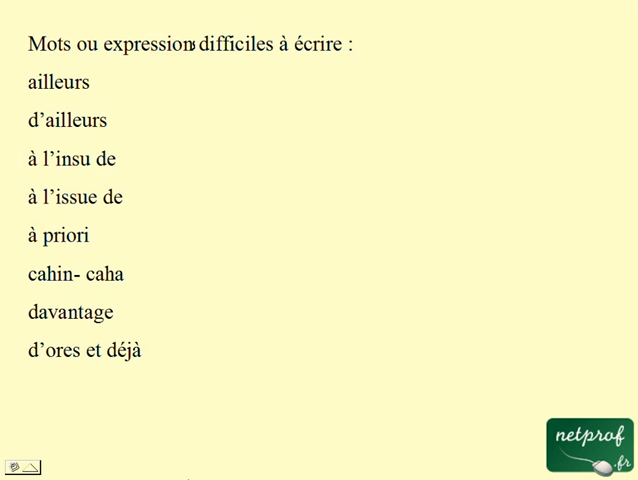 Mots ou expressions difficiles à écrire :
ailleurs
d’ailleurs
à l’insu de
à l’issue de
à priori
cahin- caha
davantage
d’ores et déjà
netprof
.fr